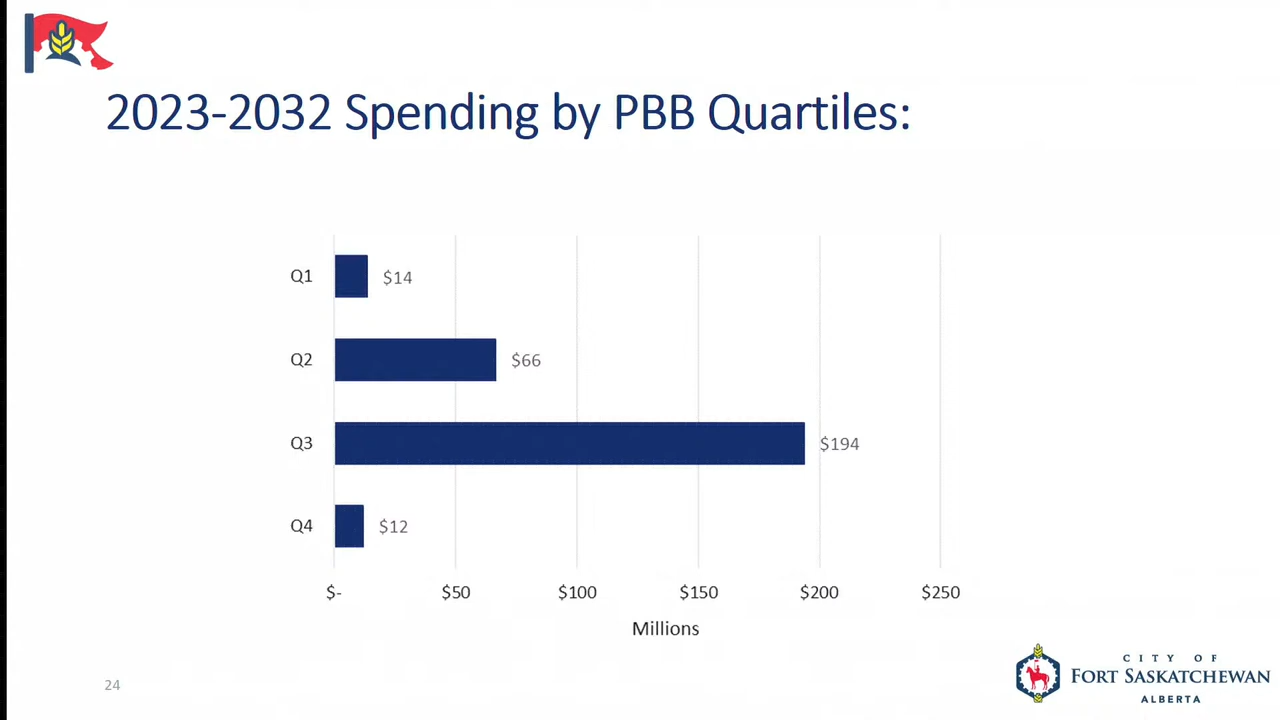 2023-2032 Spending by PBB Quartiles:
Q1 $14
Q2 $66
Q3 $194
Q4 $12
$- $50 $100 $150 $200 $250
Millions
24
CITY OF
FORT SASKATCHEWAN
ALBERTA